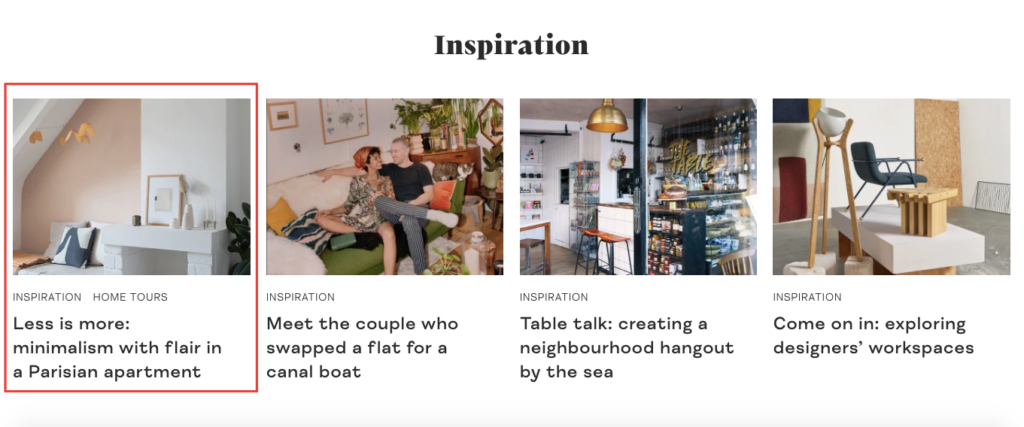 Inspiration
THE
TABLE
INSPIRATION HOME TOURS
Less is more:
minimalism with flair in
a Parisian apartment
INSPIRATION
Meet the couple who
swapped a flat for a
canal boat
INSPIRATION
Table talk: creating a
neighbourhood hangout
by the sea
INSPIRATION
Come on in: exploring
designers’ workspaces